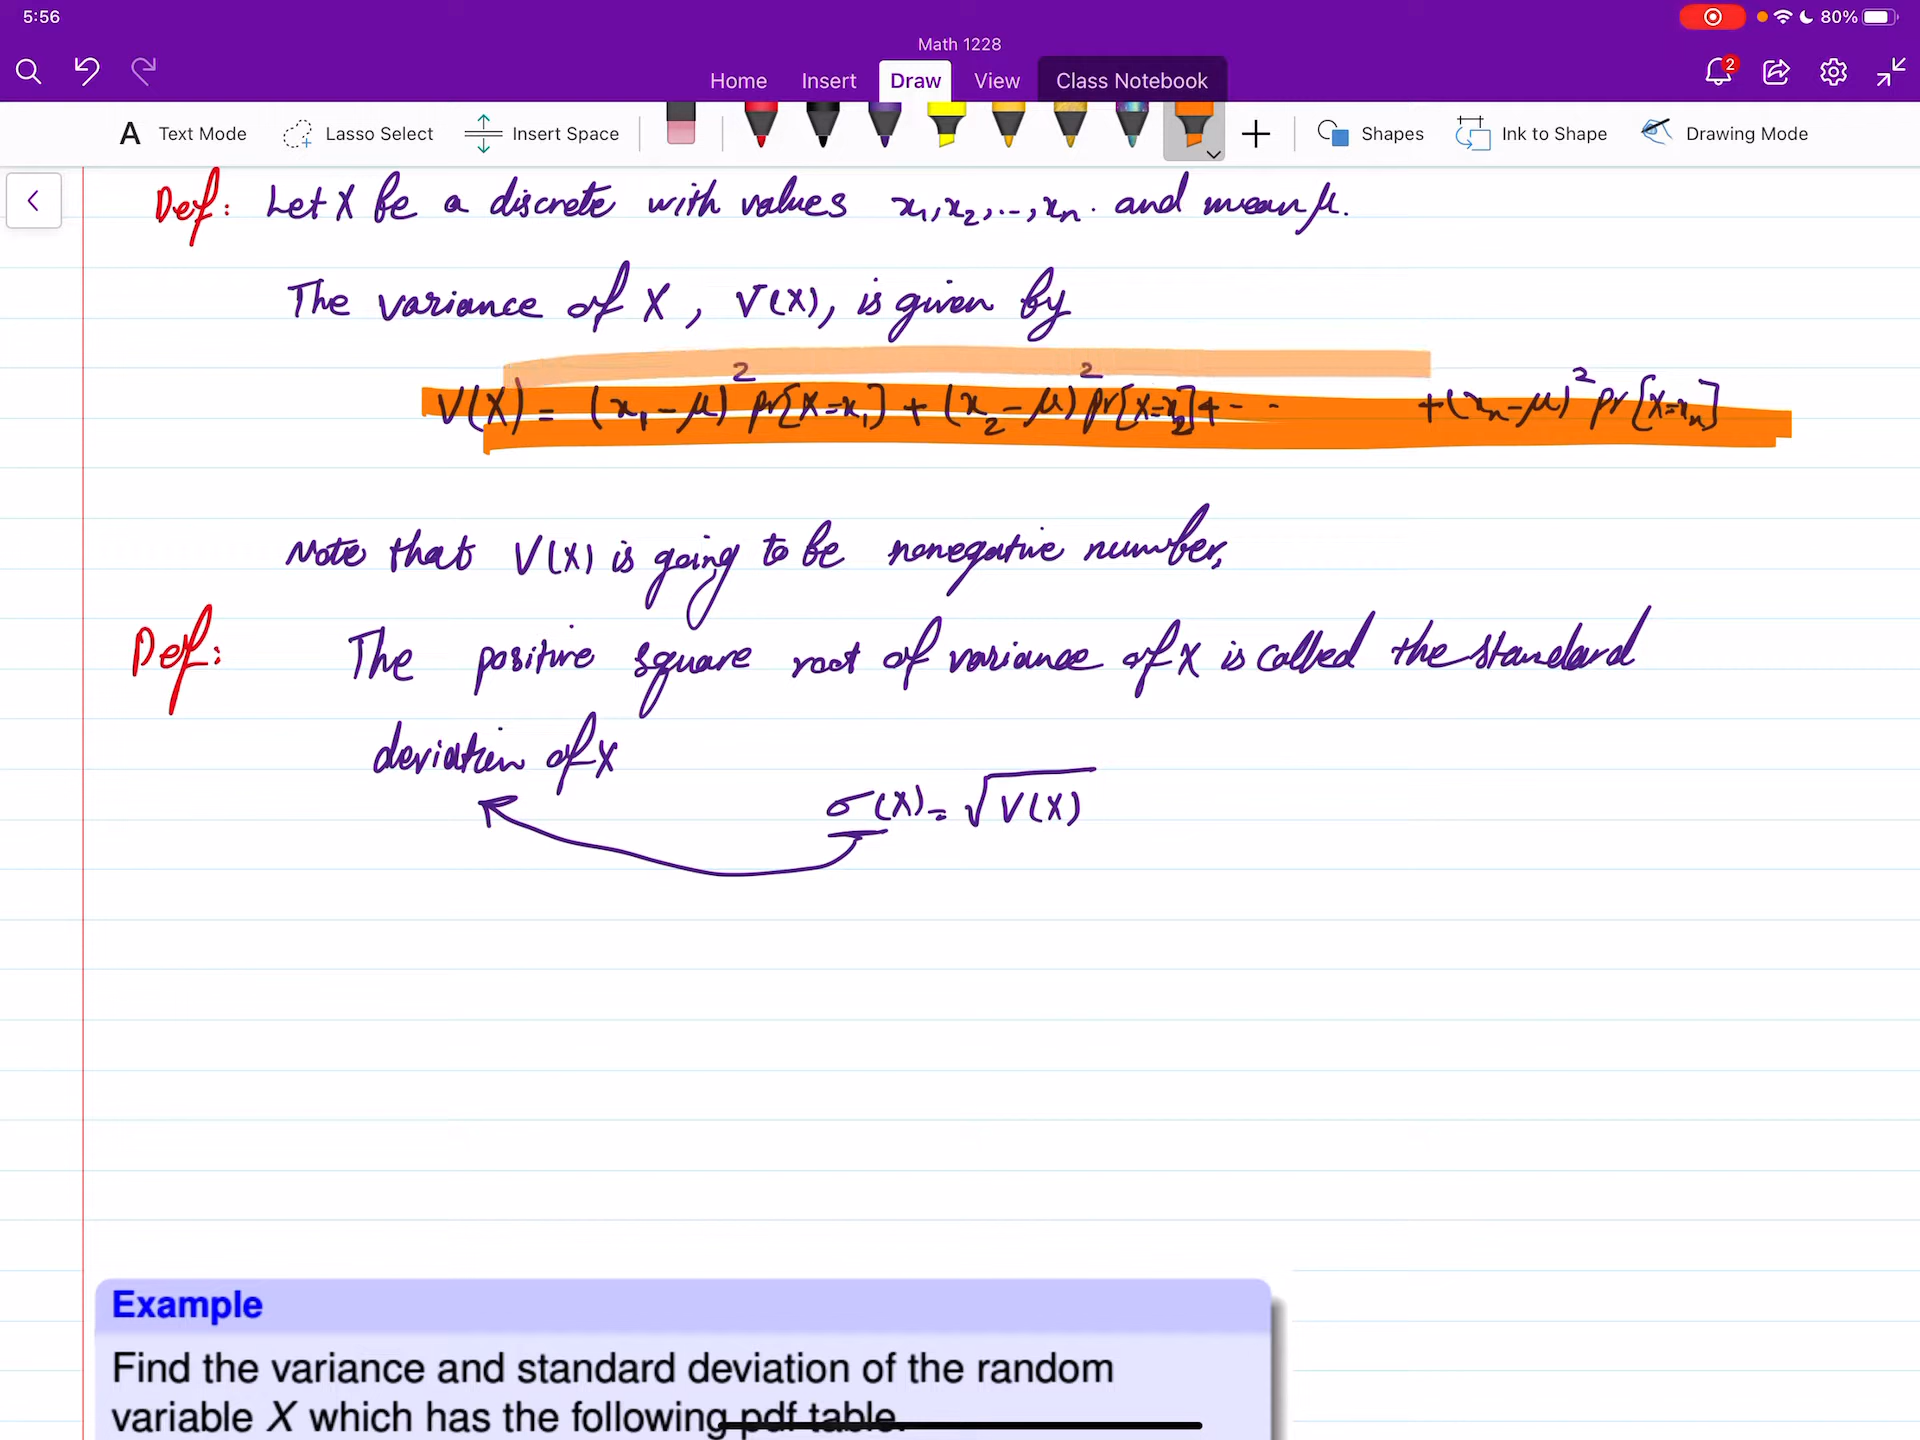 5:56
80%
Math 1228
2
Home Insert Draw View Class Notebook
A Text Mode Lasso Select Insert Space Shapes Ink to Shape Drawing Mode
Def: Let X be a discrete with values x₁, x₂, .., xₙ. and mean μ.
The variance of X, V(X), is given by
V(X) = (x₁ - μ)² pr[X=x₁] + (x₂ - μ)² pr[X=x₂] + - - + (xₙ - μ)² pr[X=xₙ]
Note that V(X) is going to be nonegative number,
Def: The positive square root of variance of X is called the standard
deviation of X
σ(X) = √V(X)
Example
Find the variance and standard deviation of the random
variable X which has the following pdf table.